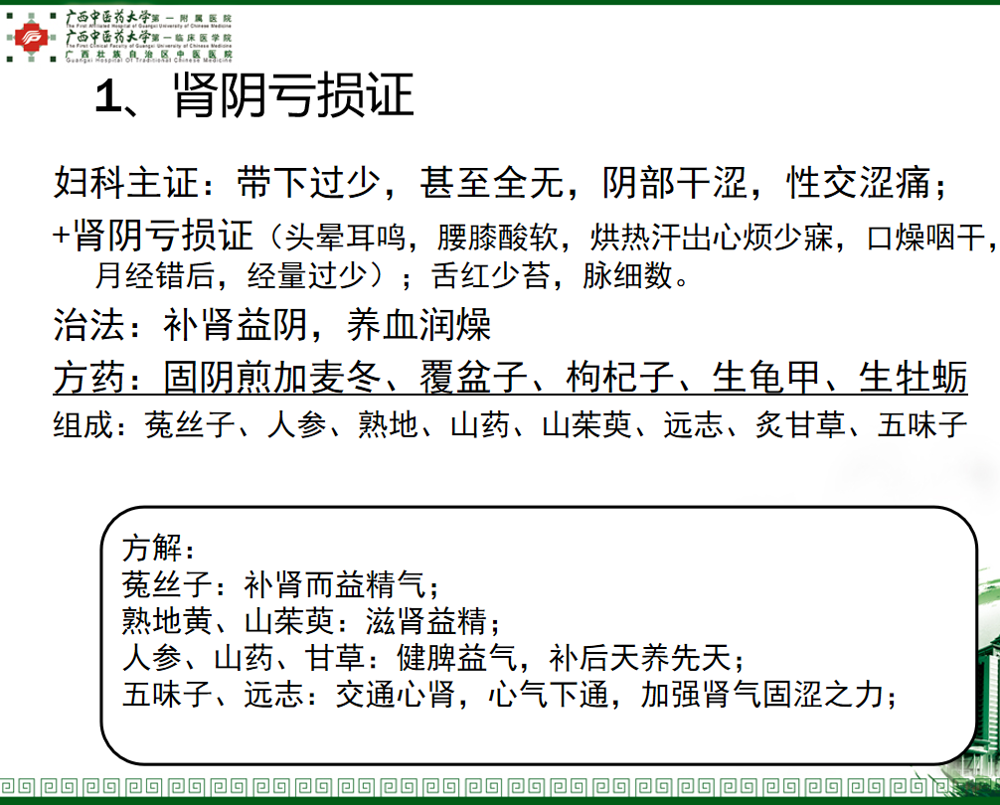 广西中医药大学第一附属医院
The First Affiliated Hospital of Guangxi University of Chinese Medicine
广西中医药大学第一临床医学院
The First Clinical Faculty of Guangxi University of Chinese Medicine
广西壮族自治区中医医院
Guangxi Hospital Of Traditional Chinese Medicine
1、肾阴亏损证
妇科主证：带下过少，甚至全无，阴部干涩，性交涩痛；
+肾阴亏损证（头晕耳鸣，腰膝酸软，烘热汗出心烦少寐，口燥咽干，
月经错后，经量过少）；舌红少苔，脉细数。
治法：补肾益阴，养血润燥
方药：固阴煎加麦冬、覆盆子、枸杞子、生龟甲、生牡蛎
组成：菟丝子、人参、熟地、山药、山茱萸、远志、炙甘草、五味子
方解：
菟丝子：补肾而益精气；
熟地黄、山茱萸：滋肾益精；
人参、山药、甘草：健脾益气，补后天养先天；
五味子、远志：交通心肾，心气下通，加强肾气固涩之力；